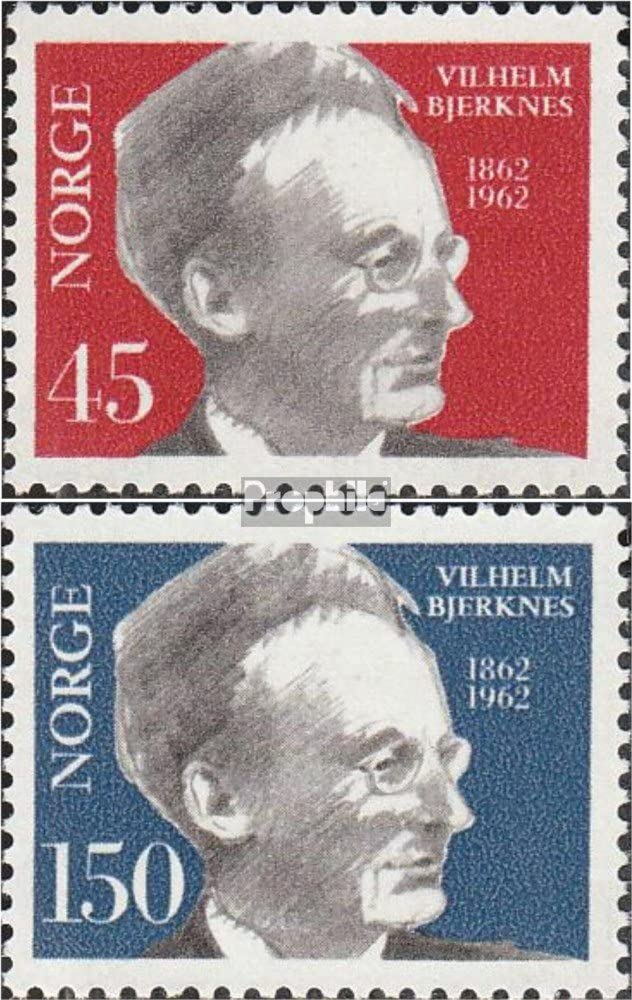 NORGE
VILHELM
BJERKNES
1862
1962
45
Prophila
NORGE
VILHELM
BJERKNES
1862
1962
150